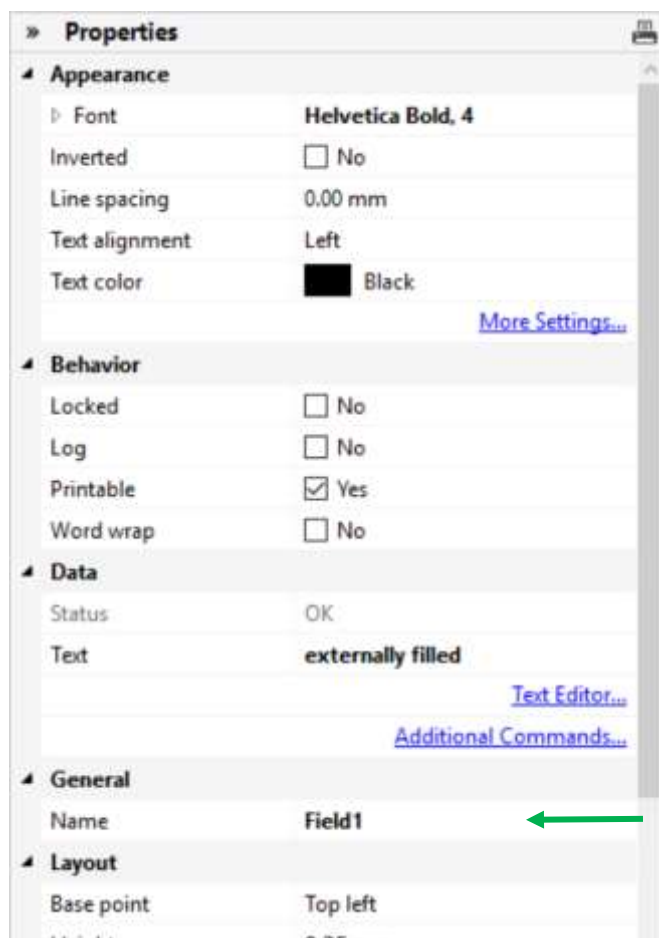 » Properties
Appearance
Font Helvetica Bold, 4
Inverted No
Line spacing 0.00 mm
Text alignment Left
Text color Black
More Settings...
Behavior
Locked No
Log No
Printable Yes
Word wrap No
Data
Status OK
Text externally filled
Text Editor...
Additional Commands...
General
Name Field1
Layout
Base point Top left